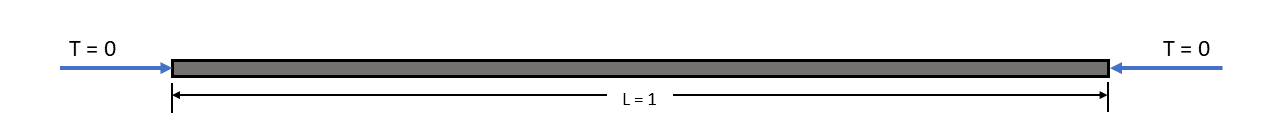 T = 0
T = 0
L = 1